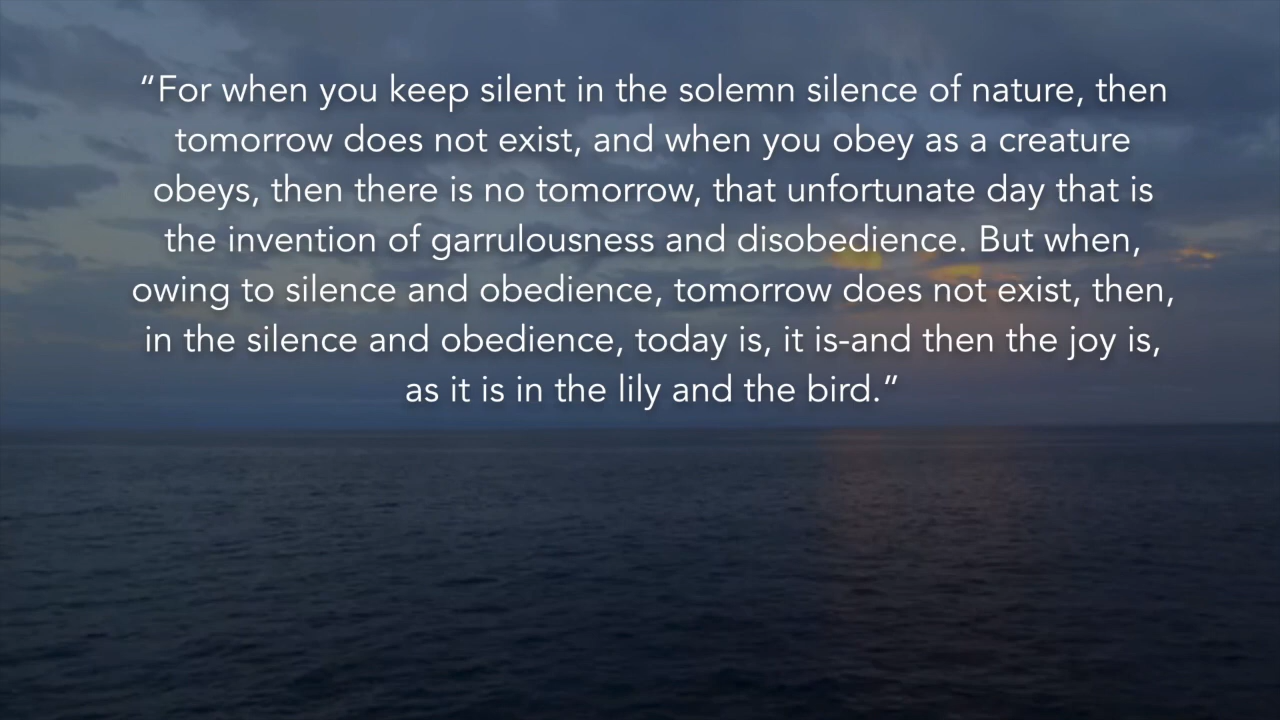 “For when you keep silent in the solemn silence of nature, then
tomorrow does not exist, and when you obey as a creature
obeys, then there is no tomorrow, that unfortunate day that is
the invention of garrulousness and disobedience. But when,
owing to silence and obedience, tomorrow does not exist, then,
in the silence and obedience, today is, it is-and then the joy is,
as it is in the lily and the bird.”